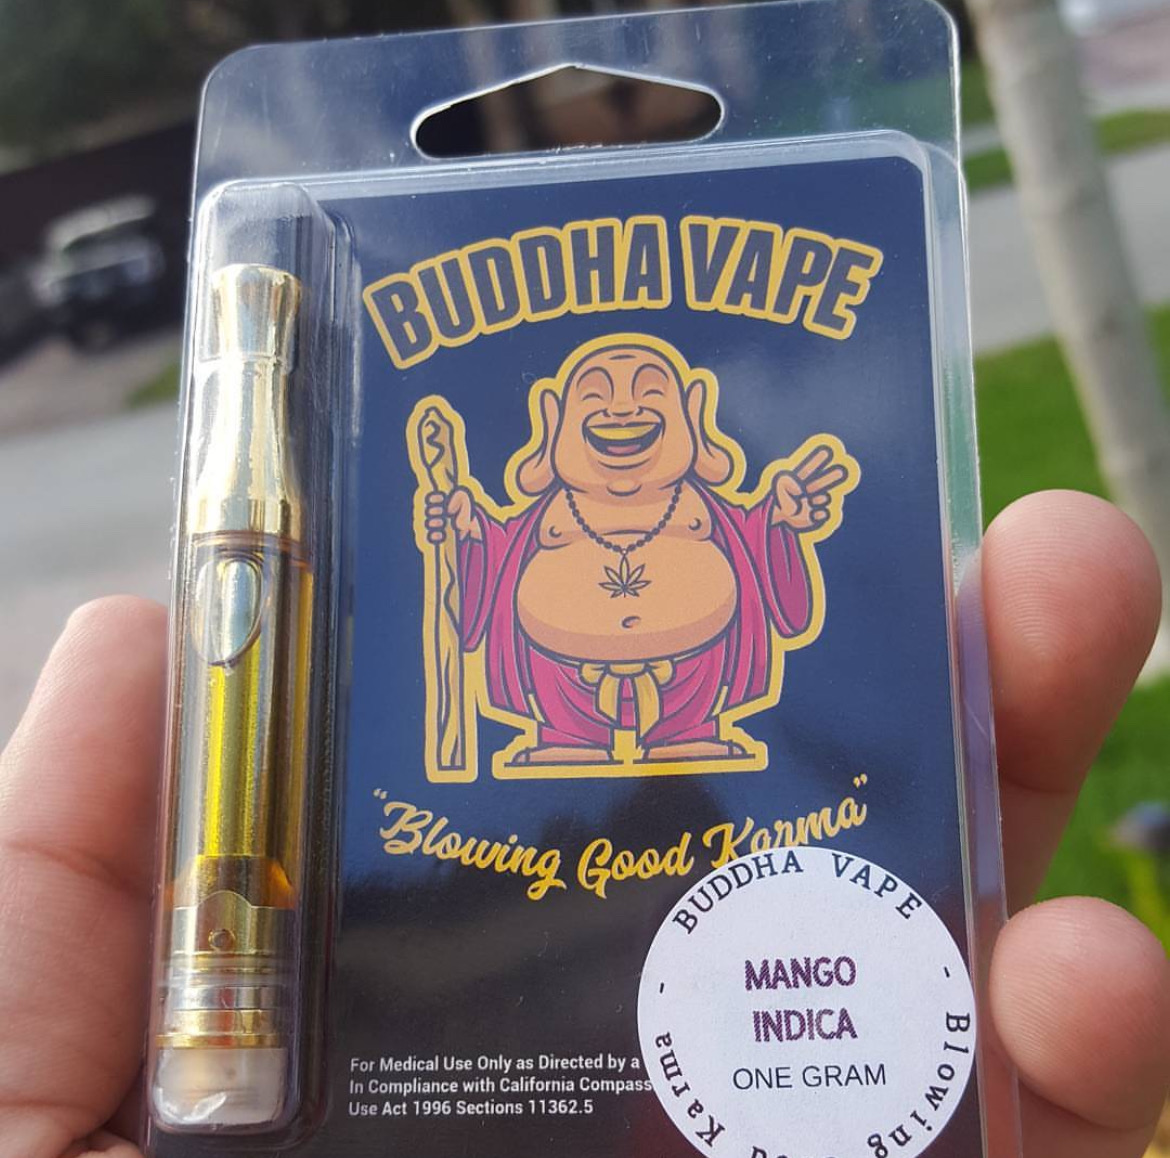 BUDDHA VAPE
"Blowing Good Karma"
For Medical Use Only as Directed by a
In Compliance with California Compass
Use Act 1996 Sections 11362.5
BUDDHA VAPE
MANGO
INDICA
ONE GRAM
- Blowing Karma -